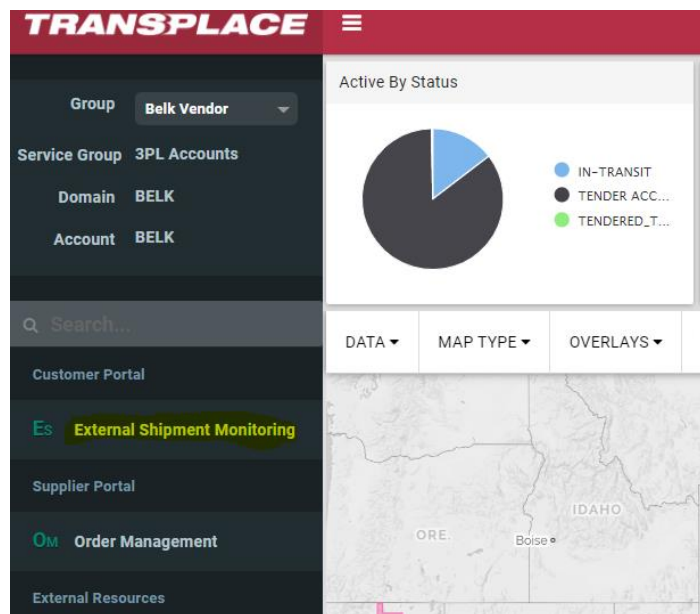 TRANSPLACE
Group Belk Vendor
Service Group 3PL Accounts
Domain BELK
Account BELK
Search...
Customer Portal
Es External Shipment Monitoring
Supplier Portal
OM Order Management
External Resources
Active By Status
IN-TRANSIT
TENDER ACC...
TENDERED_T...
DATA MAP TYPE OVERLAYS
IDAHO
ORE.
Boise